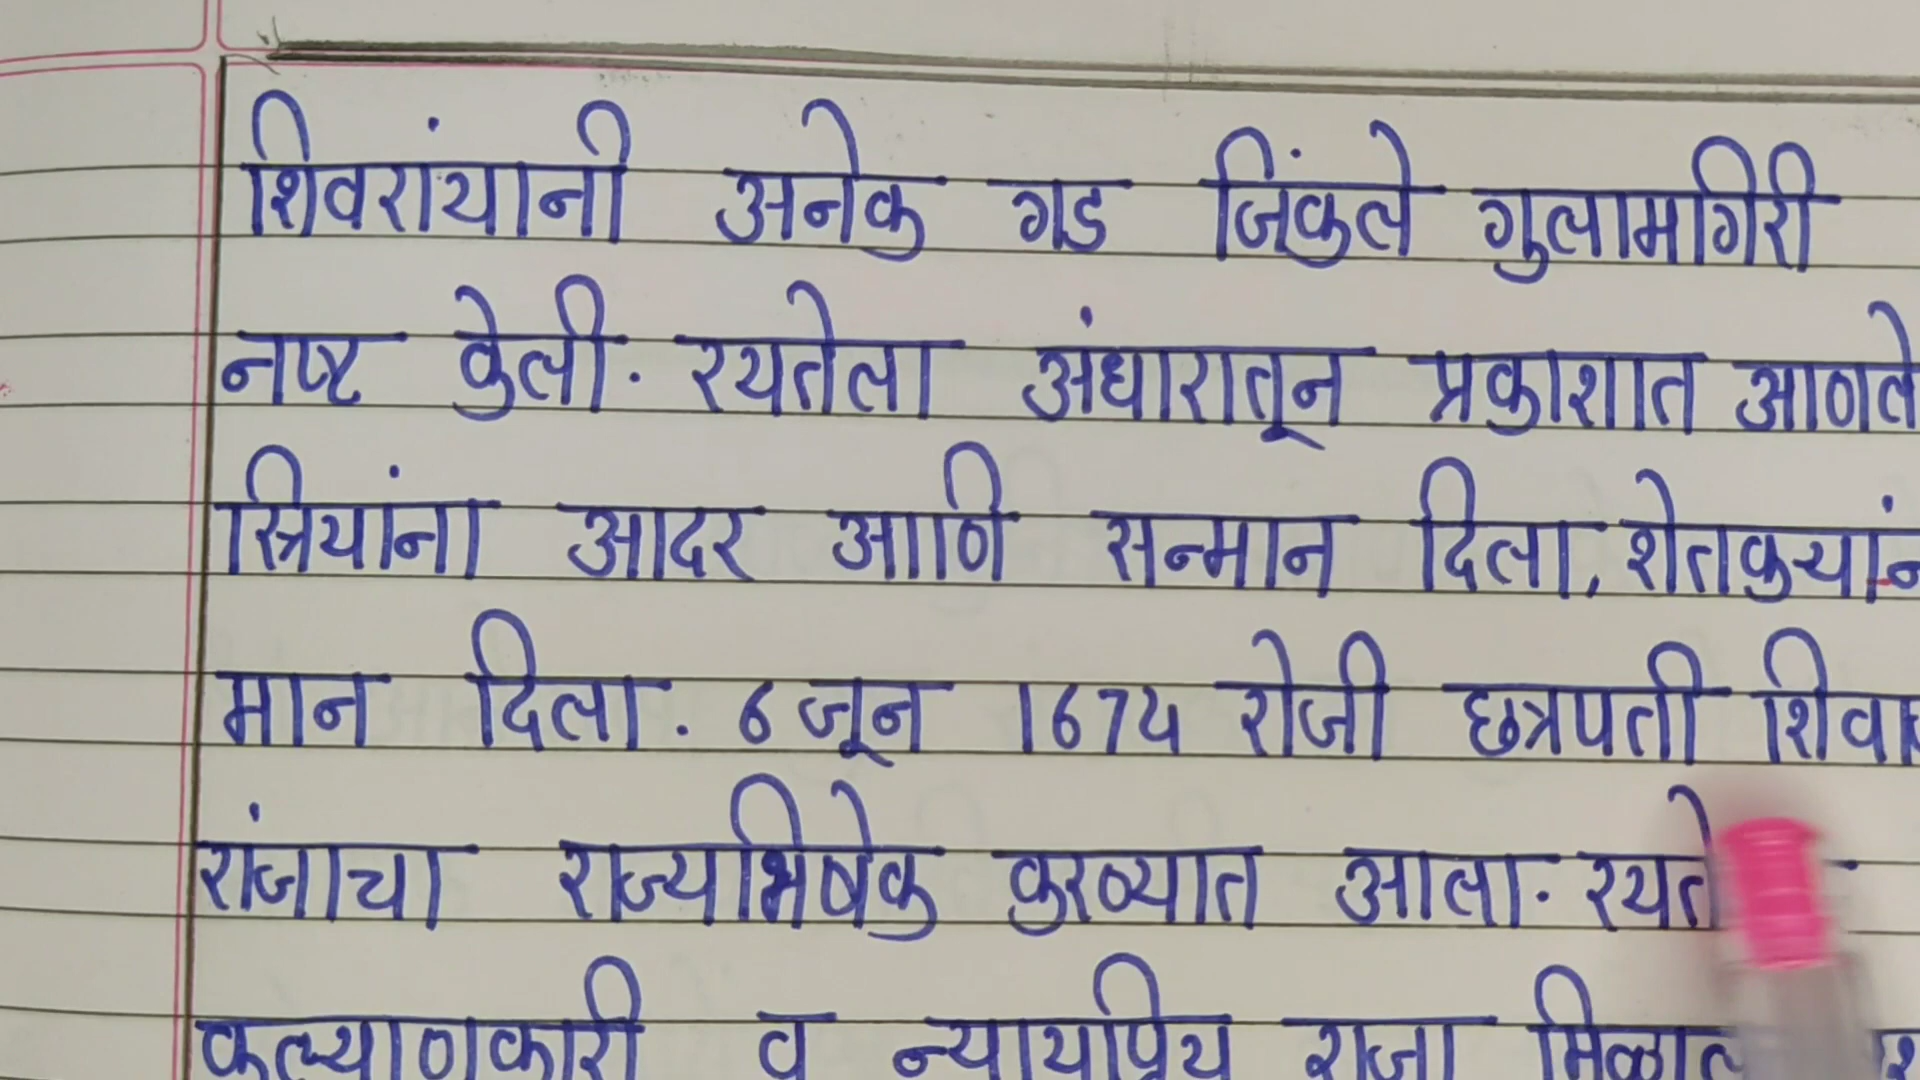 शिवरांयानी अनेक गड जिंकले गुलामगिरी
नष्ट केली. रयतेला अंधारातून प्रकाशात आणले
स्त्रियांना आदर आणि सन्मान दिला, शेतकऱ्यांन
मान दिला. 6 जून 1674 रोजी छत्रपती
रांजाचा राज्यभिषेक करण्यात आला.
कल्याणकारी व न्यायप्रिय राजा